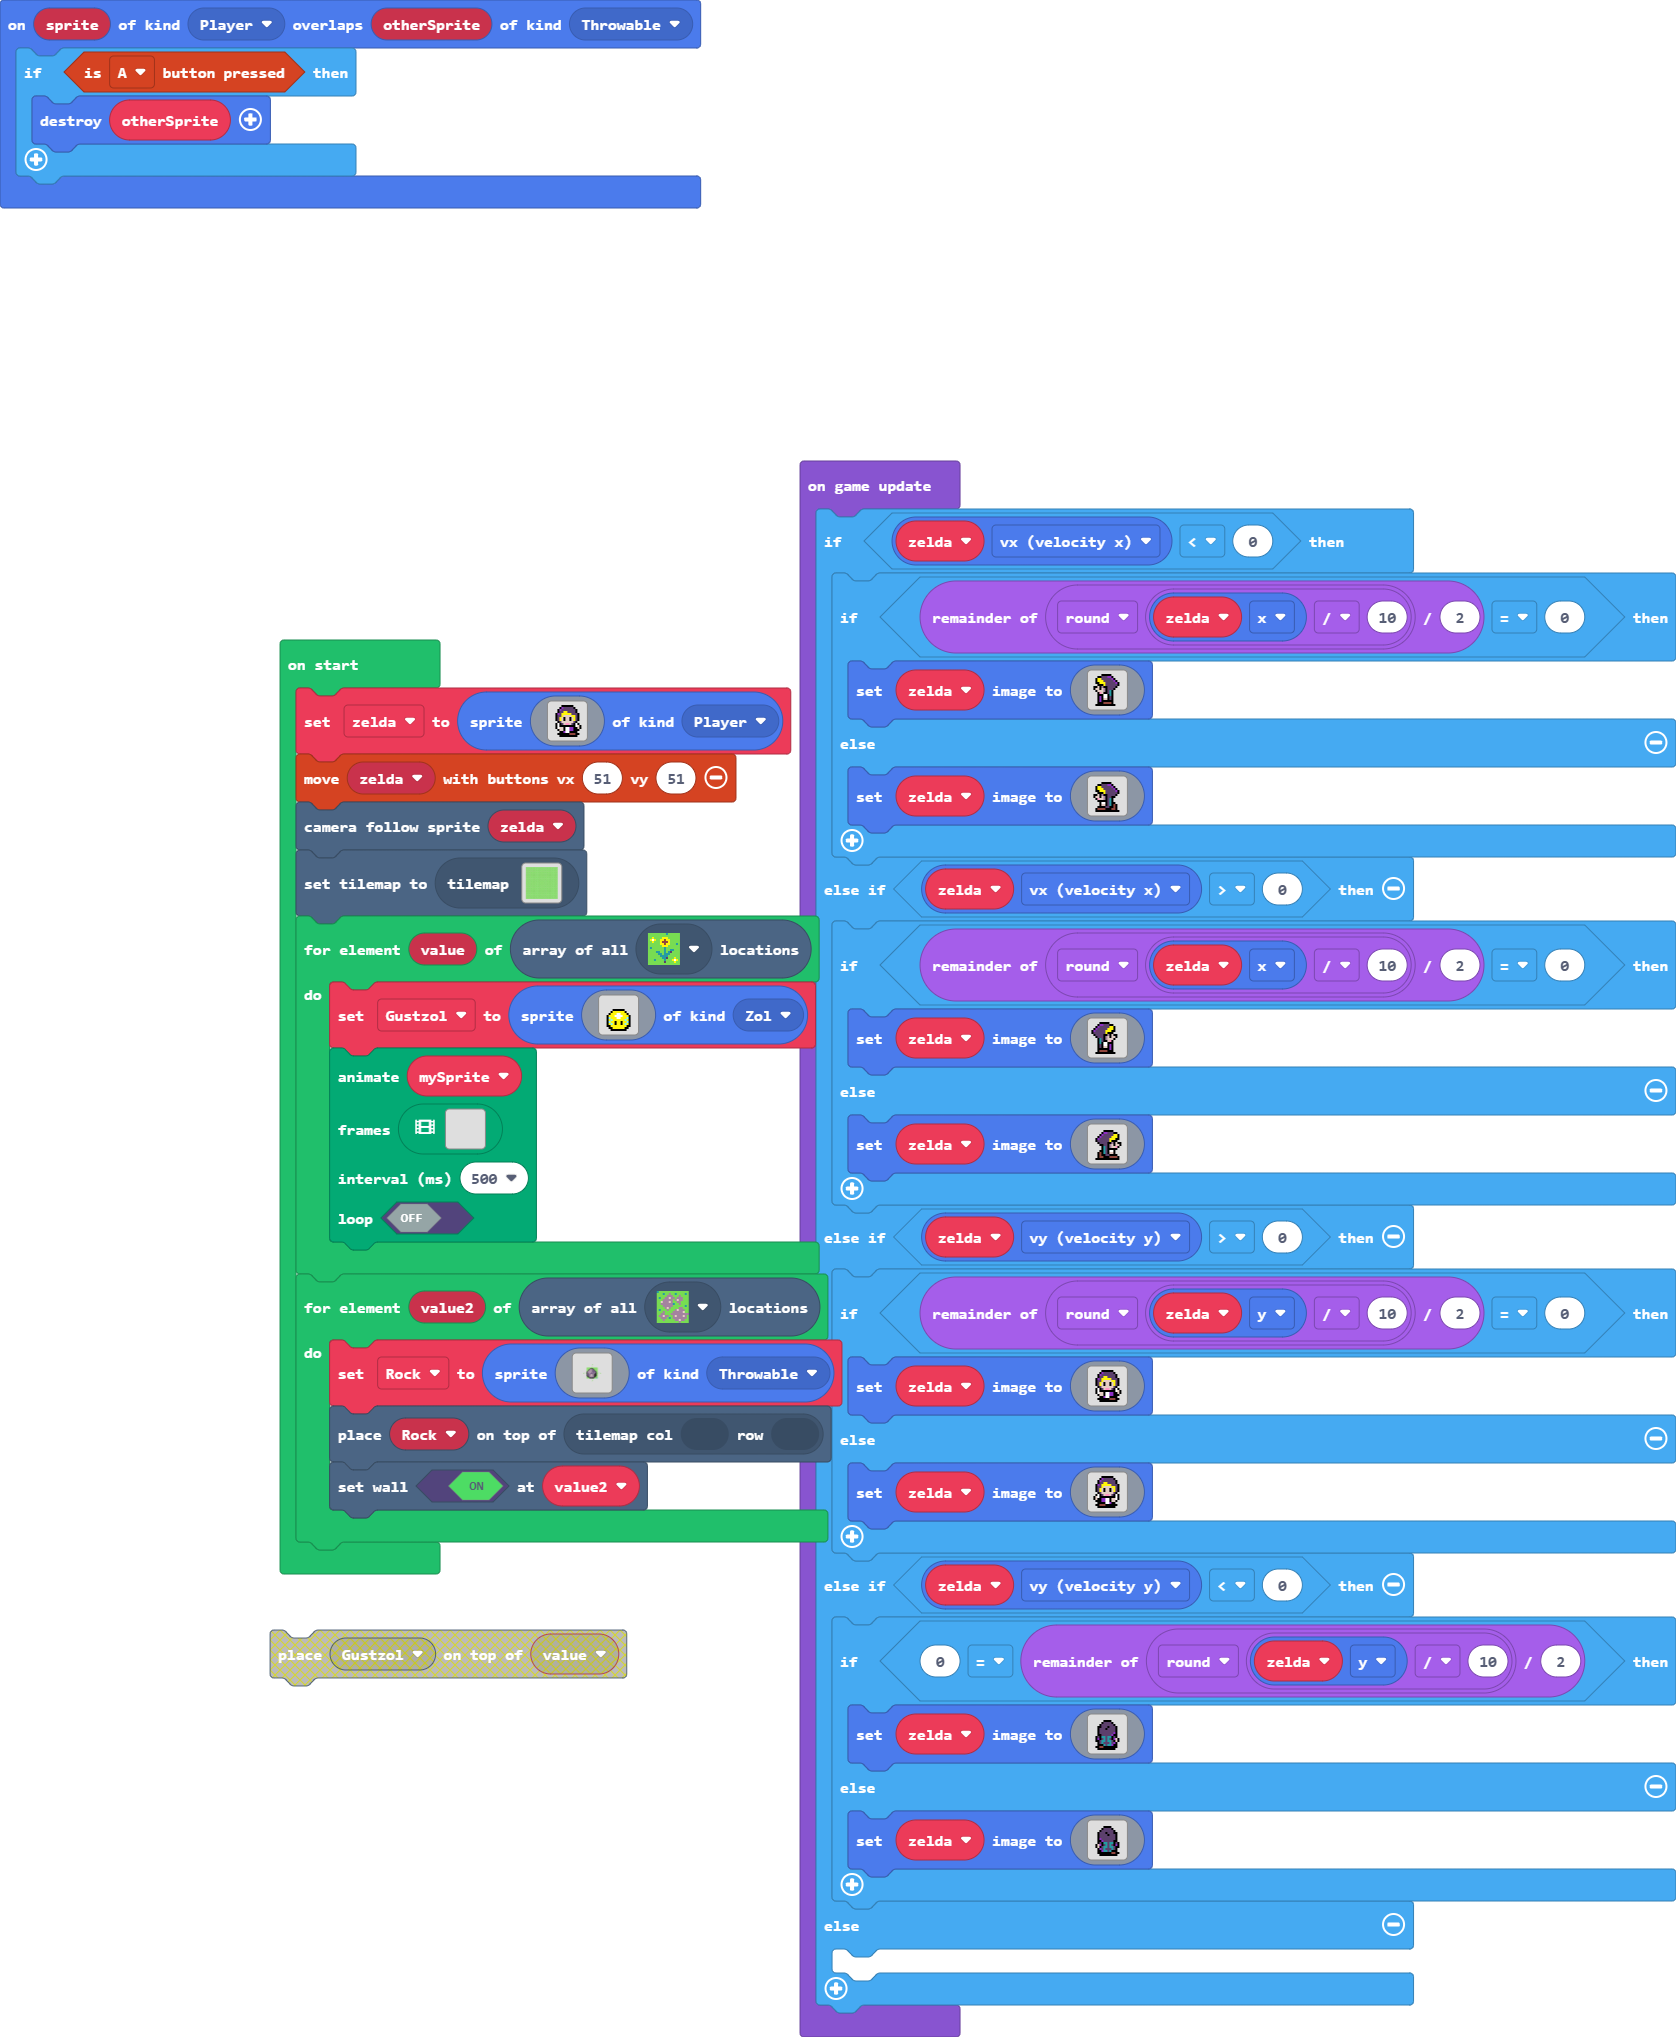 on sprite of kind Player overlaps otherSprite of kind Throwable
if is A button pressed then
destroy otherSprite
on start
set zelda to sprite of kind Player
move zelda with buttons vx 51 vy 51
camera follow sprite zelda
set tilemap to tilemap
for element value of array of all locations
do
set Gustzol to sprite of kind Zol
animate mySprite
frames
interval (ms) 500
loop OFF
for element value2 of array of all locations
do
set Rock to sprite of kind Throwable
place Rock on top of tilemap col row
set wall ON at value2
place Gustzol on top of value
on game update
if zelda vx (velocity x) < 0 then
if remainder of round zelda x / 10 / 2 = 0 then
set zelda image to
else
set zelda image to
else if zelda vx (velocity x) > 0 then
if remainder of round zelda x / 10 / 2 = 0 then
set zelda image to
else
set zelda image to
else if zelda vy (velocity y) > 0 then
if remainder of round zelda y / 10 / 2 = 0 then
set zelda image to
else
set zelda image to
else if zelda vy (velocity y) < 0 then
if 0 = remainder of round zelda y / 10 / 2 then
set zelda image to
else
set zelda image to
else